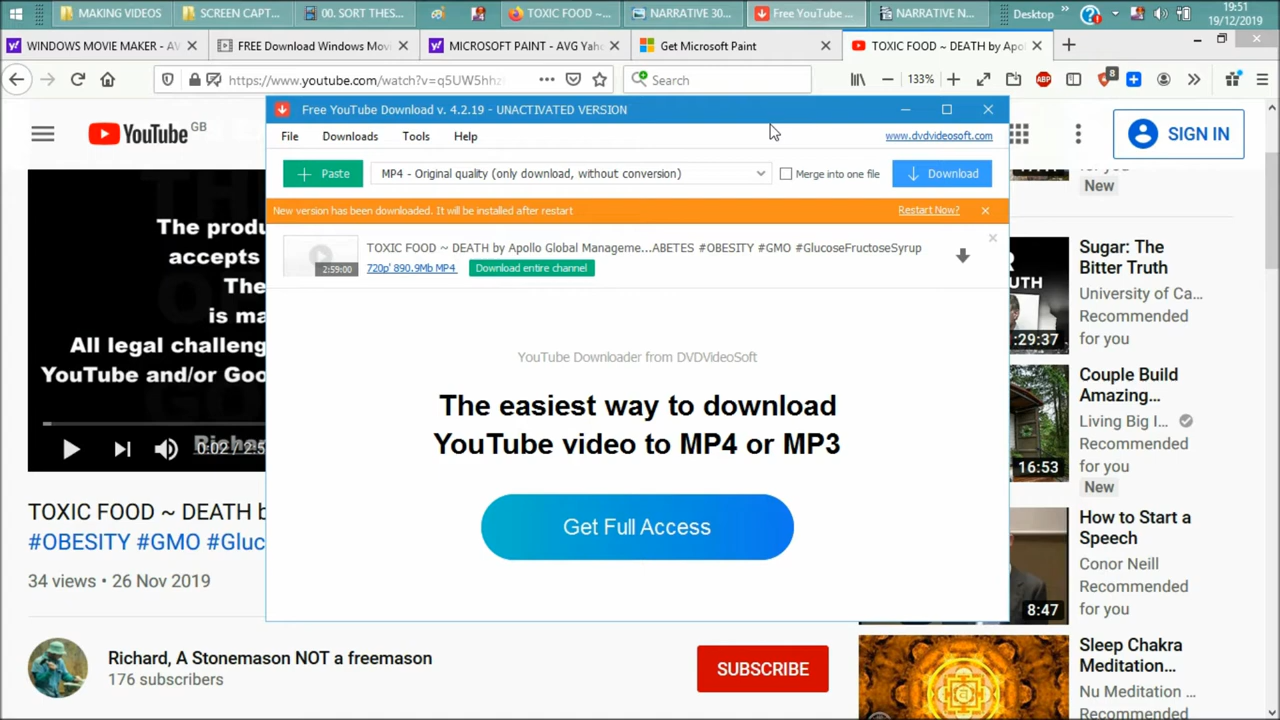 MAKING VIDEOS
SCREEN CAPT...
00. SORT THES...
TOXIC FOOD ~...
NARRATIVE 30...
Free YouTube ...
NARRATIVE N...
Desktop
19:51
19/12/2019
WINDOWS MOVIE MAKER - AV
FREE Download Windows Movi
MICROSOFT PAINT - AVG Yah
Get Microsoft Paint
TOXIC FOOD ~ DEATH by Apol
https://www.youtube.com/watch?v=q5UW5hhz
Search
133%
ABP
8
YouTube GB
SIGN IN
Free YouTube Download v. 4.2.19 - UNACTIVATED VERSION
File Downloads Tools Help
www.dvdvideosoft.com
Paste
MP4 - Original quality (only download, without conversion)
Merge into one file
Download
New version has been downloaded. It will be installed after restart
Restart Now?
TOXIC FOOD ~ DEATH by Apollo Global Manageme...ABETES #OBESITY #GMO #GlucoseFructoseSyrup
2:59:00
720p' 890.9Mb MP4
Download entire channel
YouTube Downloader from DVDVideoSoft
The easiest way to download
YouTube video to MP4 or MP3
Get Full Access
The produ
accepts
The
is ma
All legal challeng
YouTube and/or Goo
Richar
0:02 / 2:5
TOXIC FOOD ~ DEATH b
#OBESITY #GMO #Gluc
34 views • 26 Nov 2019
Richard, A Stonemason NOT a freemason
176 subscribers
SUBSCRIBE
New
Sugar: The
Bitter Truth
University of Ca...
Recommended
for you
:29:37
Couple Build
Amazing...
Living Big I...
Recommended
for you
New
16:53
How to Start a
Speech
Conor Neill
Recommended
for you
8:47
Sleep Chakra
Meditation...
Nu Meditation ...
Recommended